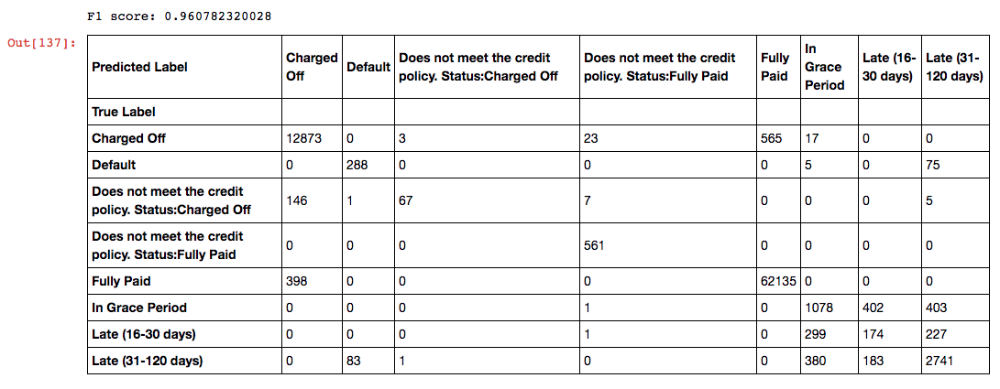 F1 score: 0.960782320028
Out[137]:
Predicted Label Charged Off Default Does not meet the credit policy. Status:Charged Off Does not meet the credit policy. Status:Fully Paid Fully Paid In Grace Period Late (16-30 days) Late (31-120 days)
True Label
Charged Off 12873 0 3 23 565 17 0 0
Default 0 288 0 0 0 5 0 75
Does not meet the credit policy. Status:Charged Off 146 1 67 7 0 0 0 5
Does not meet the credit policy. Status:Fully Paid 0 0 0 561 0 0 0 0
Fully Paid 398 0 0 0 62135 0 0 0
In Grace Period 0 0 0 1 0 1078 402 403
Late (16-30 days) 0 0 0 1 0 299 174 227
Late (31-120 days) 0 83 1 0 0 380 183 2741